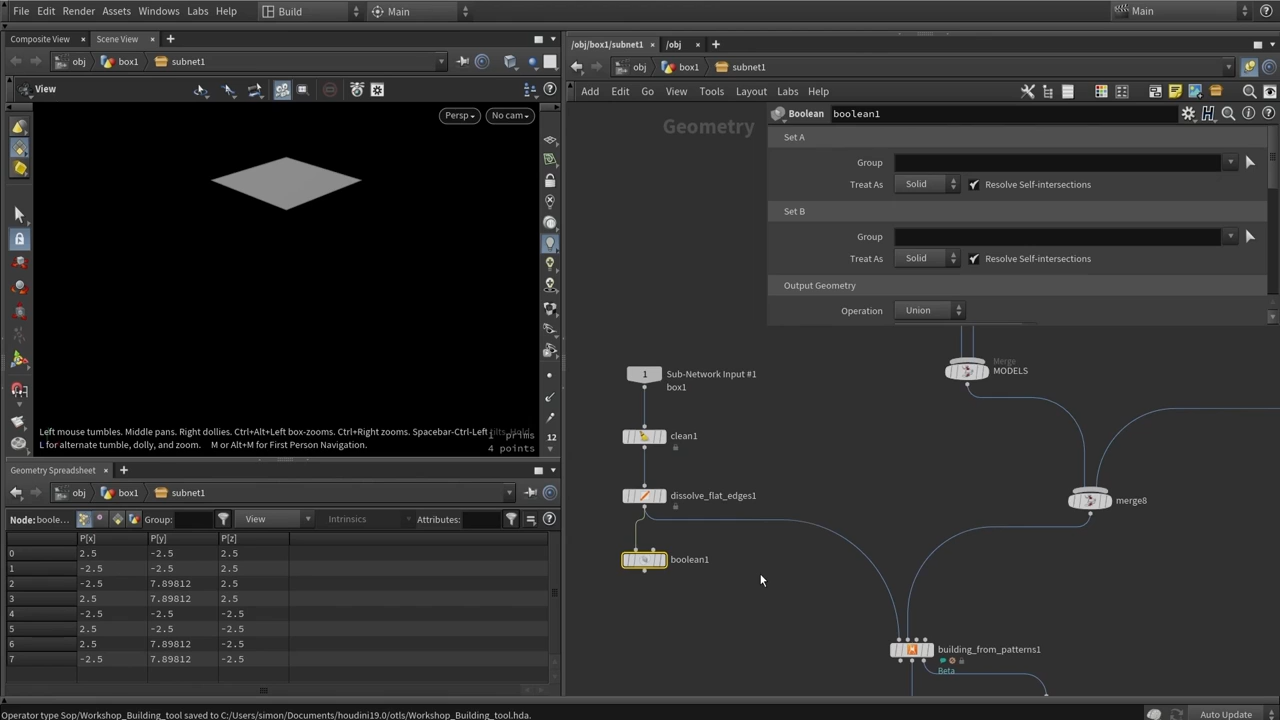 File Edit Render Assets Windows Labs Help Build Main Main
Composite View Scene View
obj box1 subnet1
View
Persp No cam
Left mouse tumbles. Middle pans. Right dollies. Ctrl+Alt+Left box-zooms. Ctrl+Right zooms. Spacebar-Ctrl-Left tilts. Hold
L for alternate tumble, dolly, and zoom. M or Alt+M for First Person Navigation.
1 prims
4 points
12
Geometry Spreadsheet
obj box1 subnet1
Node: boole... Group: View Intrinsics Attributes:
P[x] P[y] P[z]
0 2.5 -2.5 2.5
1 -2.5 -2.5 2.5
2 -2.5 7.89812 2.5
3 2.5 7.89812 2.5
4 -2.5 -2.5 -2.5
5 2.5 -2.5 -2.5
6 2.5 7.89812 -2.5
7 -2.5 7.89812 -2.5
/obj/box1/subnet1 /obj
obj box1 subnet1
Add Edit Go View Tools Layout Labs Help
Geometry
Boolean boolean1
Set A
Group
Treat As Solid Resolve Self-intersections
Set B
Group
Treat As Solid Resolve Self-intersections
Output Geometry
Operation Union
Merge
MODELS
1 Sub-Network Input #1
box1
clean1
dissolve_flat_edges1
merge8
boolean1
building_from_patterns1
Beta
Operator type Sop/Workshop_Building_tool saved to C:/Users/simon/Documents/houdini19.0/otls/Workshop_Building_tool.hda.
Auto Update